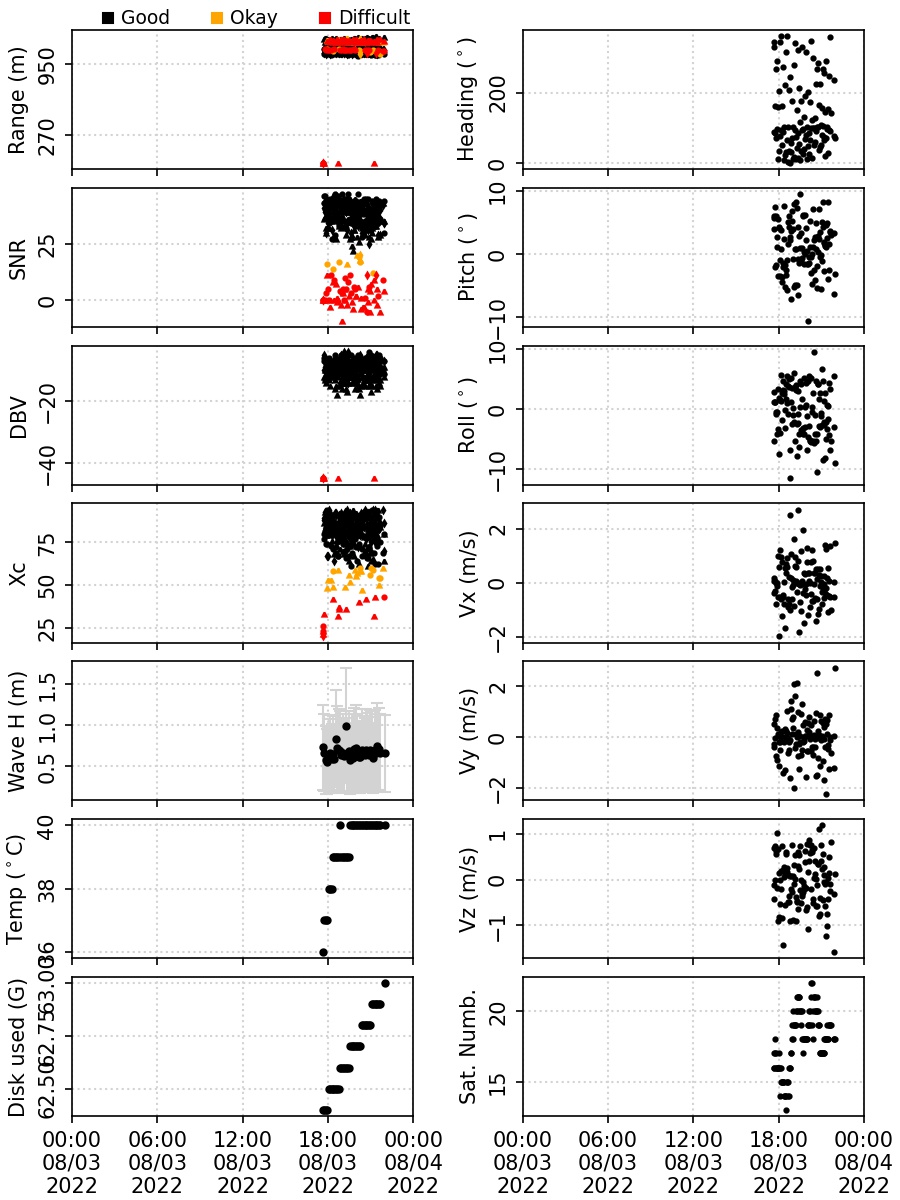 Good Okay Difficult
Range (m)
950
270
Heading (°)
200
0
SNR
25
0
Pitch (°)
10
0
−10
DBV
−20
−40
Roll (°)
10
0
−10
Xc
75
50
25
Vx (m/s)
2
0
−2
Wave H (m)
1.5
1.0
0.5
Vy (m/s)
2
0
−2
Temp (°C)
40
38
36
Vz (m/s)
1
0
−1
Disk used (G)
63.00
62.75
62.50
Sat. Numb.
20
15
00:00 06:00 12:00 18:00 00:00
08/03 08/03 08/03 08/03 08/04
2022 2022 2022 2022 2022
00:00 06:00 12:00 18:00 00:00
08/03 08/03 08/03 08/03 08/04
2022 2022 2022 2022 2022